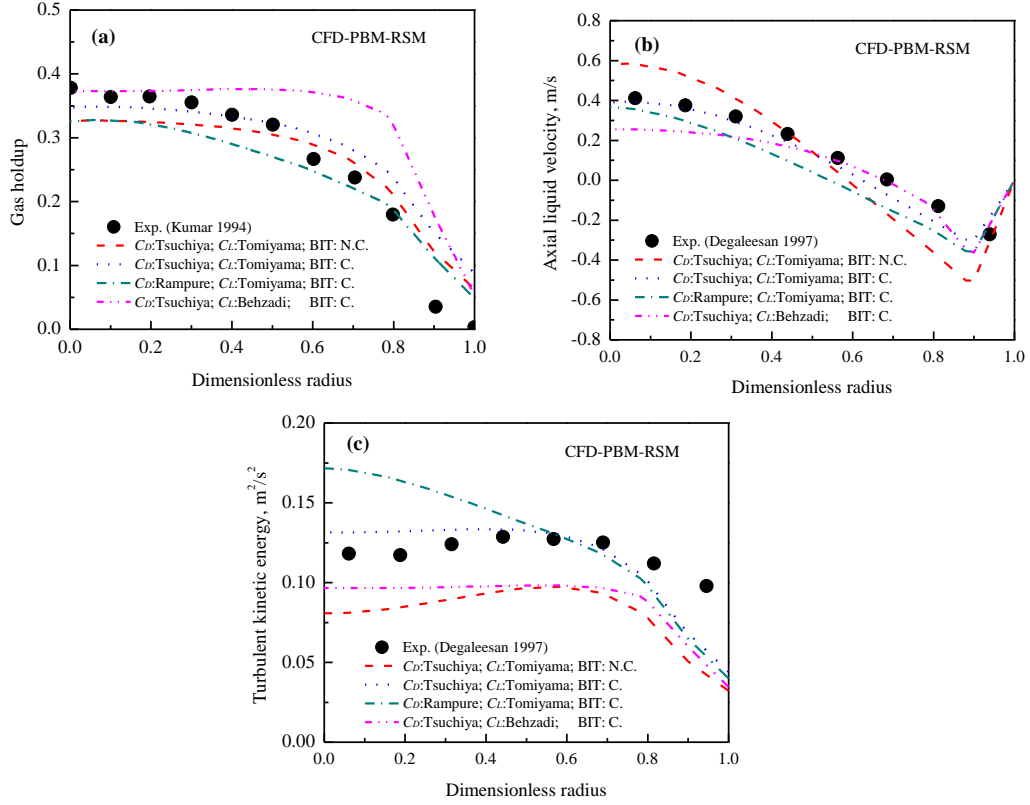 (a)
CFD-PBM-RSM
0.5
0.4
0.3
0.2
0.1
0.0
Gas holdup
Exp. (Kumar 1994)
CD:Tsuchiya; CL:Tomiyama; BIT: N.C.
CD:Tsuchiya; CL:Tomiyama; BIT: C.
CD:Rampure; CL:Tomiyama; BIT: C.
CD:Tsuchiya; CL:Behzadi; BIT: C.
0.0 0.2 0.4 0.6 0.8 1.0
Dimensionless radius
(b)
CFD-PBM-RSM
0.8
0.6
0.4
0.2
0.0
-0.2
-0.4
-0.6
-0.8
Axial liquid velocity, m/s
Exp. (Degaleesan 1997)
CD:Tsuchiya; CL:Tomiyama; BIT: N.C.
CD:Tsuchiya; CL:Tomiyama; BIT: C.
CD:Rampure; CL:Tomiyama; BIT: C.
CD:Tsuchiya; CL:Behzadi; BIT: C.
0.0 0.2 0.4 0.6 0.8 1.0
Dimensionless radius
(c)
CFD-PBM-RSM
0.20
0.15
0.10
0.05
0.00
Turbulent kinetic energy, m²/s²
Exp. (Degaleesan 1997)
CD:Tsuchiya; CL:Tomiyama; BIT: N.C.
CD:Tsuchiya; CL:Tomiyama; BIT: C.
CD:Rampure; CL:Tomiyama; BIT: C.
CD:Tsuchiya; CL:Behzadi; BIT: C.
0.0 0.2 0.4 0.6 0.8 1.0
Dimensionless radius